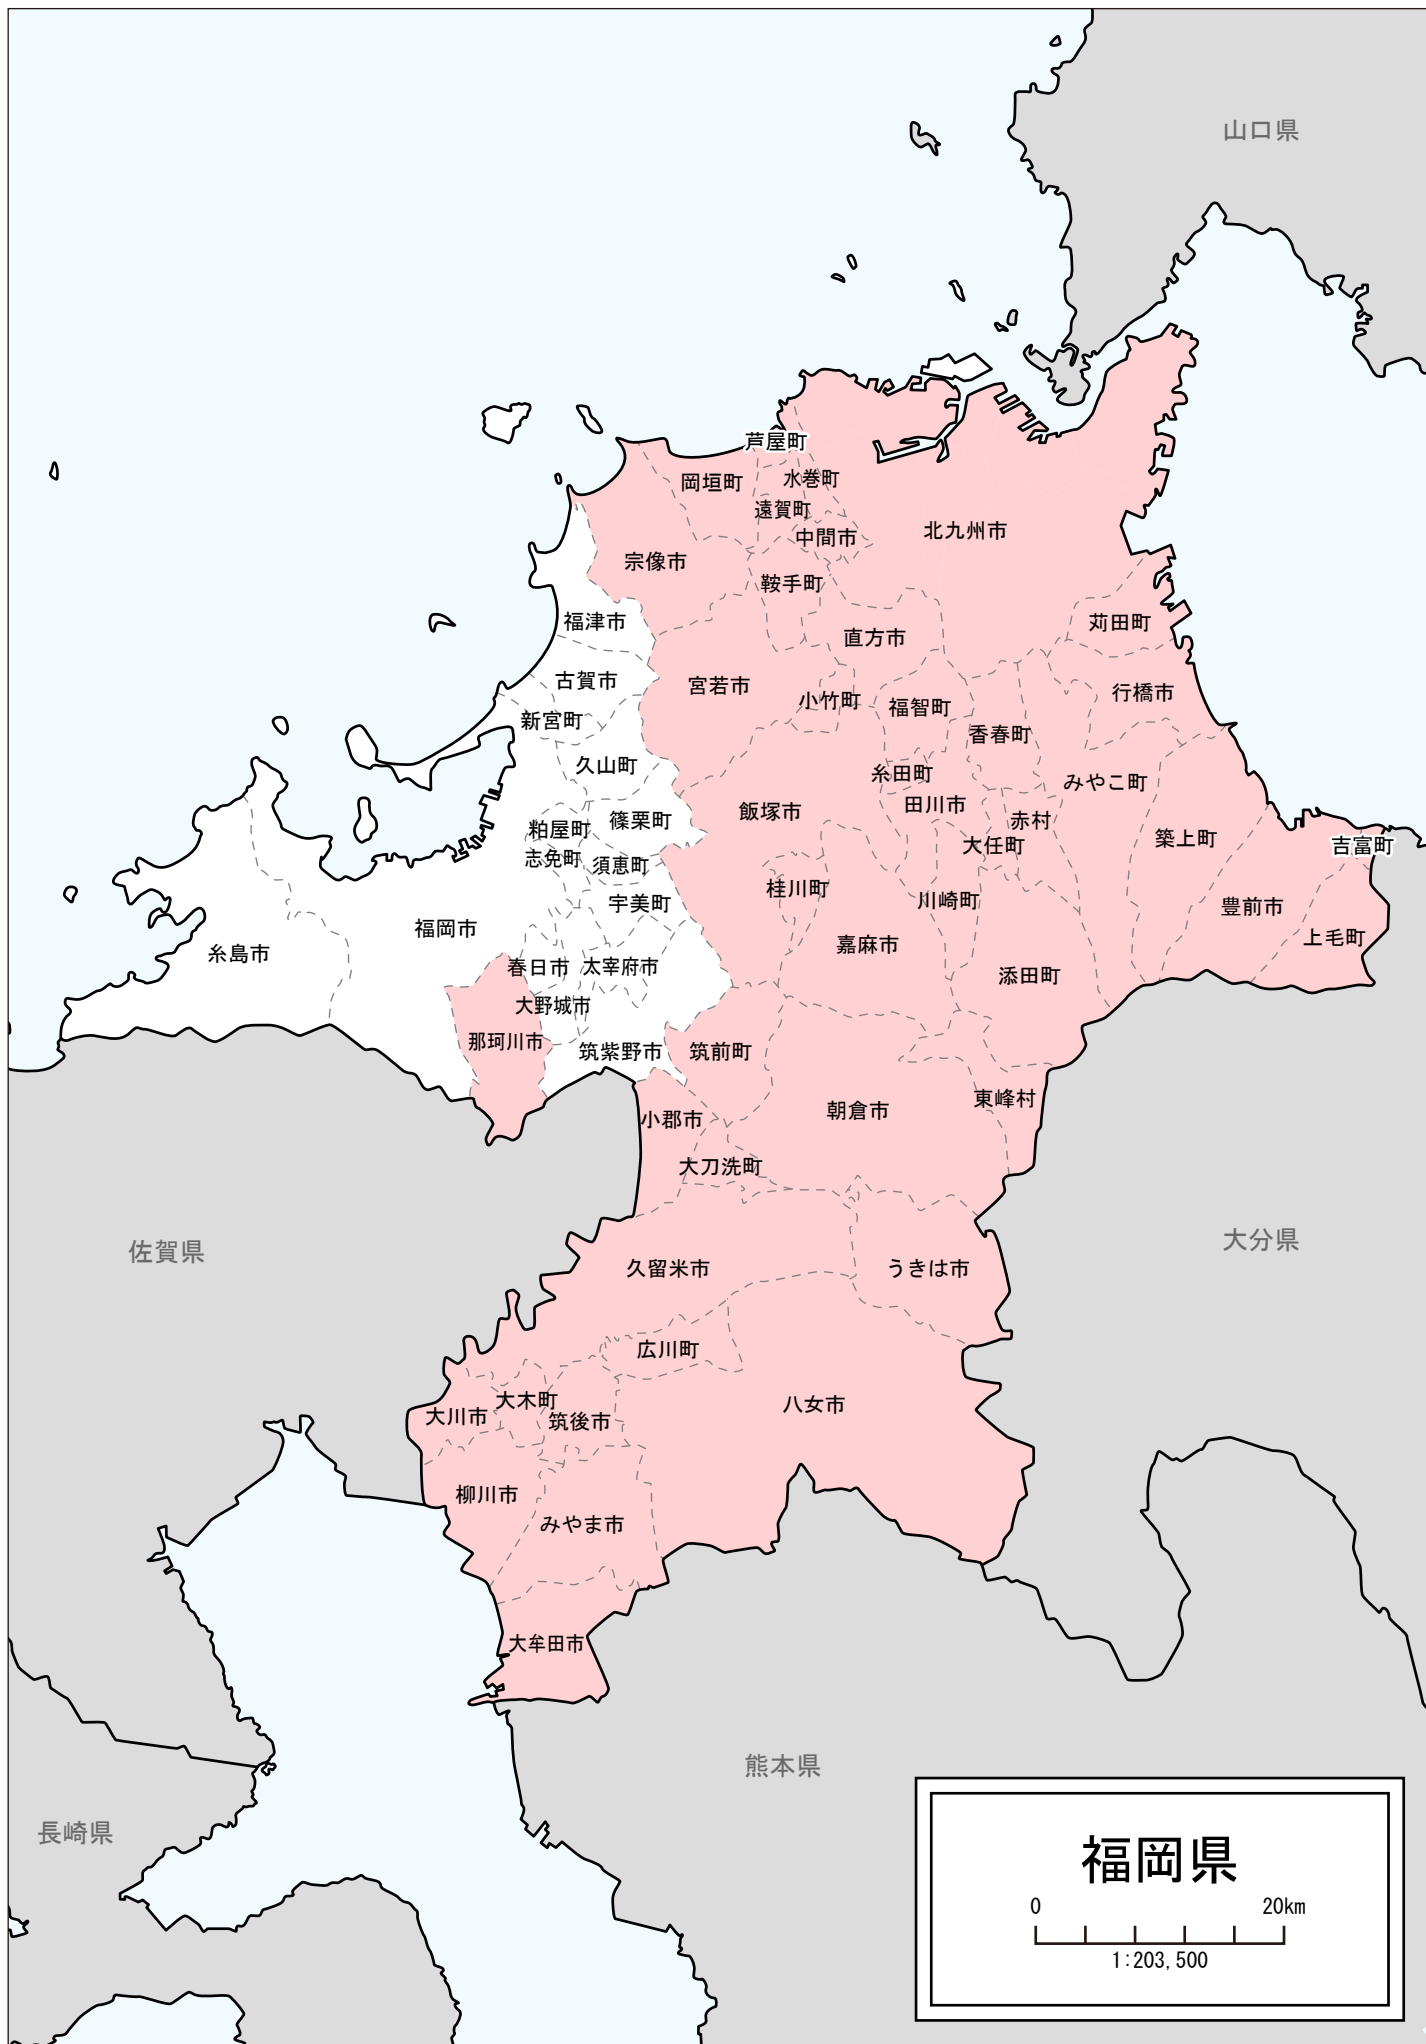 山口県
芦屋町
岡垣町
水巻町
遠賀町
中間市
北九州市
宗像市
鞍手町
福津市
直方市
苅田町
古賀市
宮若市
小竹町
福智町
行橋市
新宮町
香春町
久山町
糸田町
みやこ町
飯塚市
田川市
粕屋町
篠栗町
赤村
築上町
大任町
吉富町
志免町
須恵町
桂川町
川崎町
宇美町
豊前市
福岡市
嘉麻市
上毛町
糸島市
春日市
太宰府市
添田町
大野城市
那珂川市
筑紫野市
筑前町
東峰村
小郡市
朝倉市
大刀洗町
佐賀県
大分県
久留米市
うきは市
広川町
大木町
大川市
筑後市
八女市
柳川市
みやま市
大牟田市
熊本県
長崎県
福岡県
0 20km
1:203,500